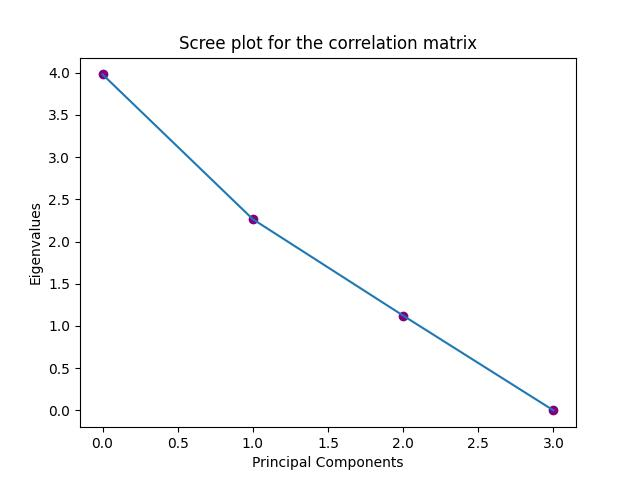 Scree plot for the correlation matrix
4.0
3.5
3.0
2.5
2.0
1.5
1.0
0.5
0.0
Eigenvalues
0.0 0.5 1.0 1.5 2.0 2.5 3.0
Principal Components